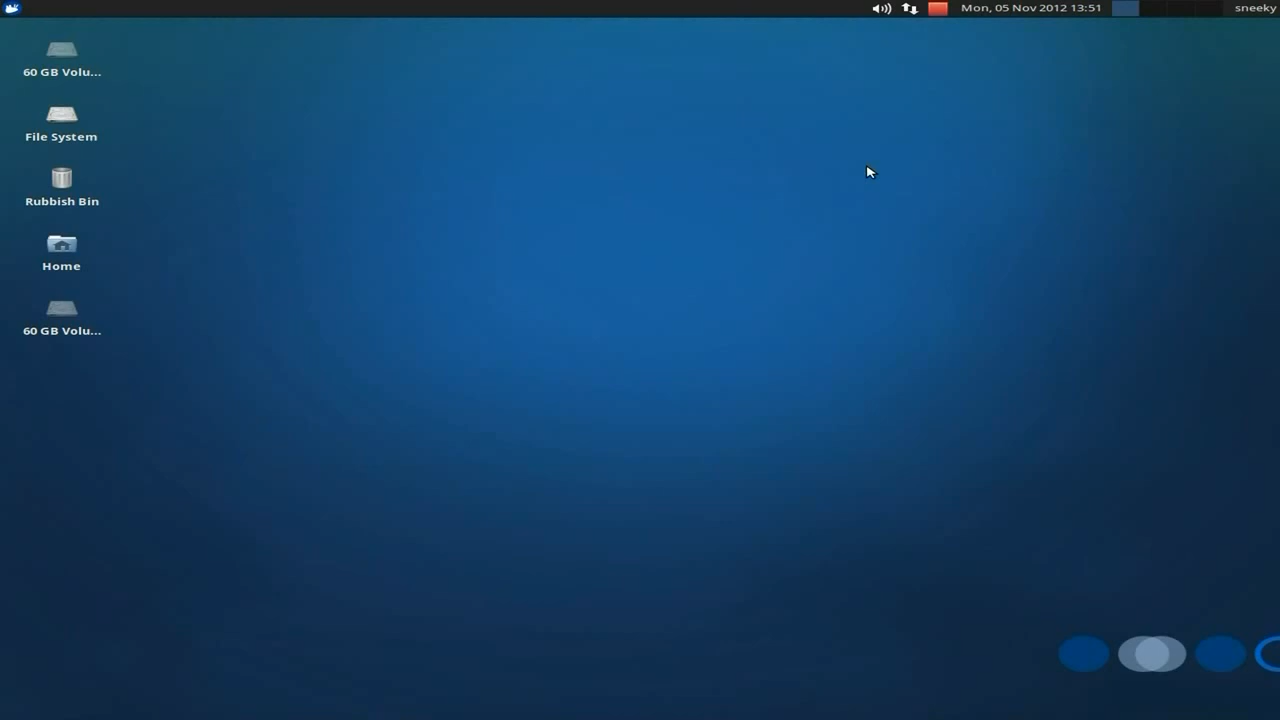 Mon, 05 Nov 2012 13:51
sneeky
60 GB Volu...
File System
Rubbish Bin
Home
60 GB Volu...